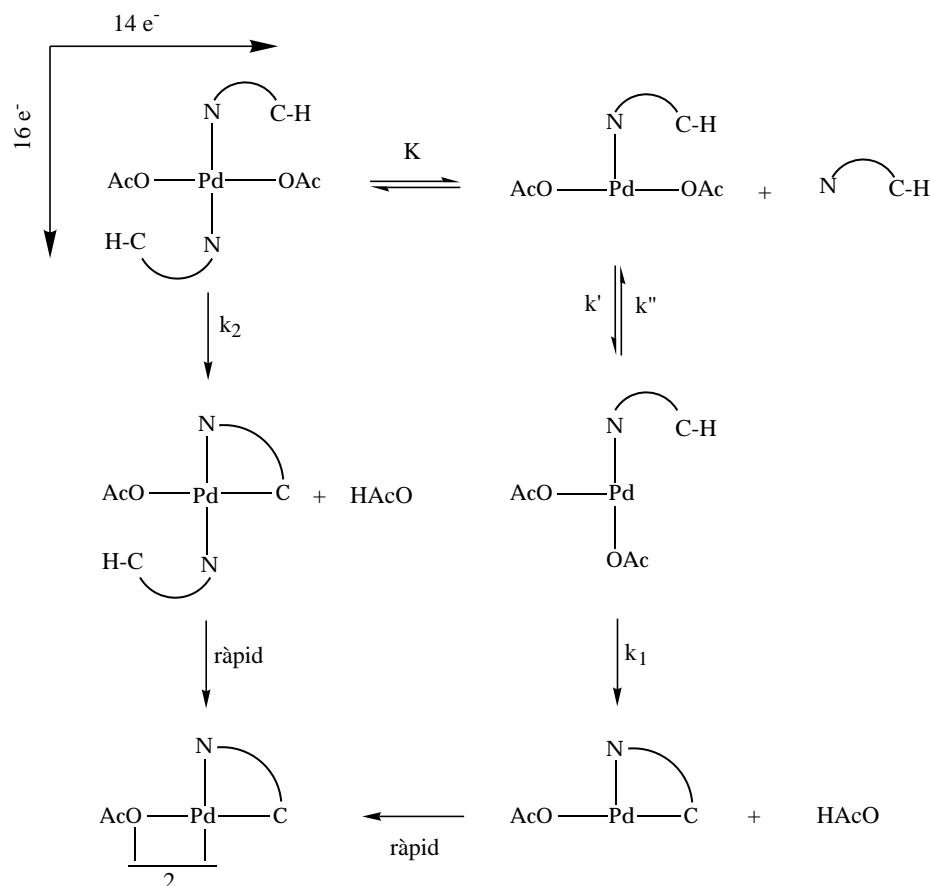 14 e-
16 e-
N C-H
AcO Pd OAc
H-C N
K
N C-H
AcO Pd OAc + N C-H
k2
k' k"
N
AcO Pd C + HAcO
H-C N
N C-H
AcO Pd
OAc
ràpid
k1
N
AcO Pd C
2
ràpid
N
AcO Pd C + HAcO